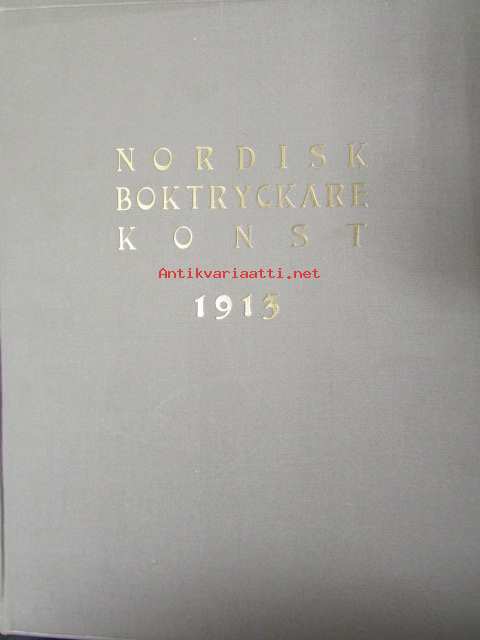 NORDISK
BOKTRYCKARE
KONST
Antikvariaatti.net
1913